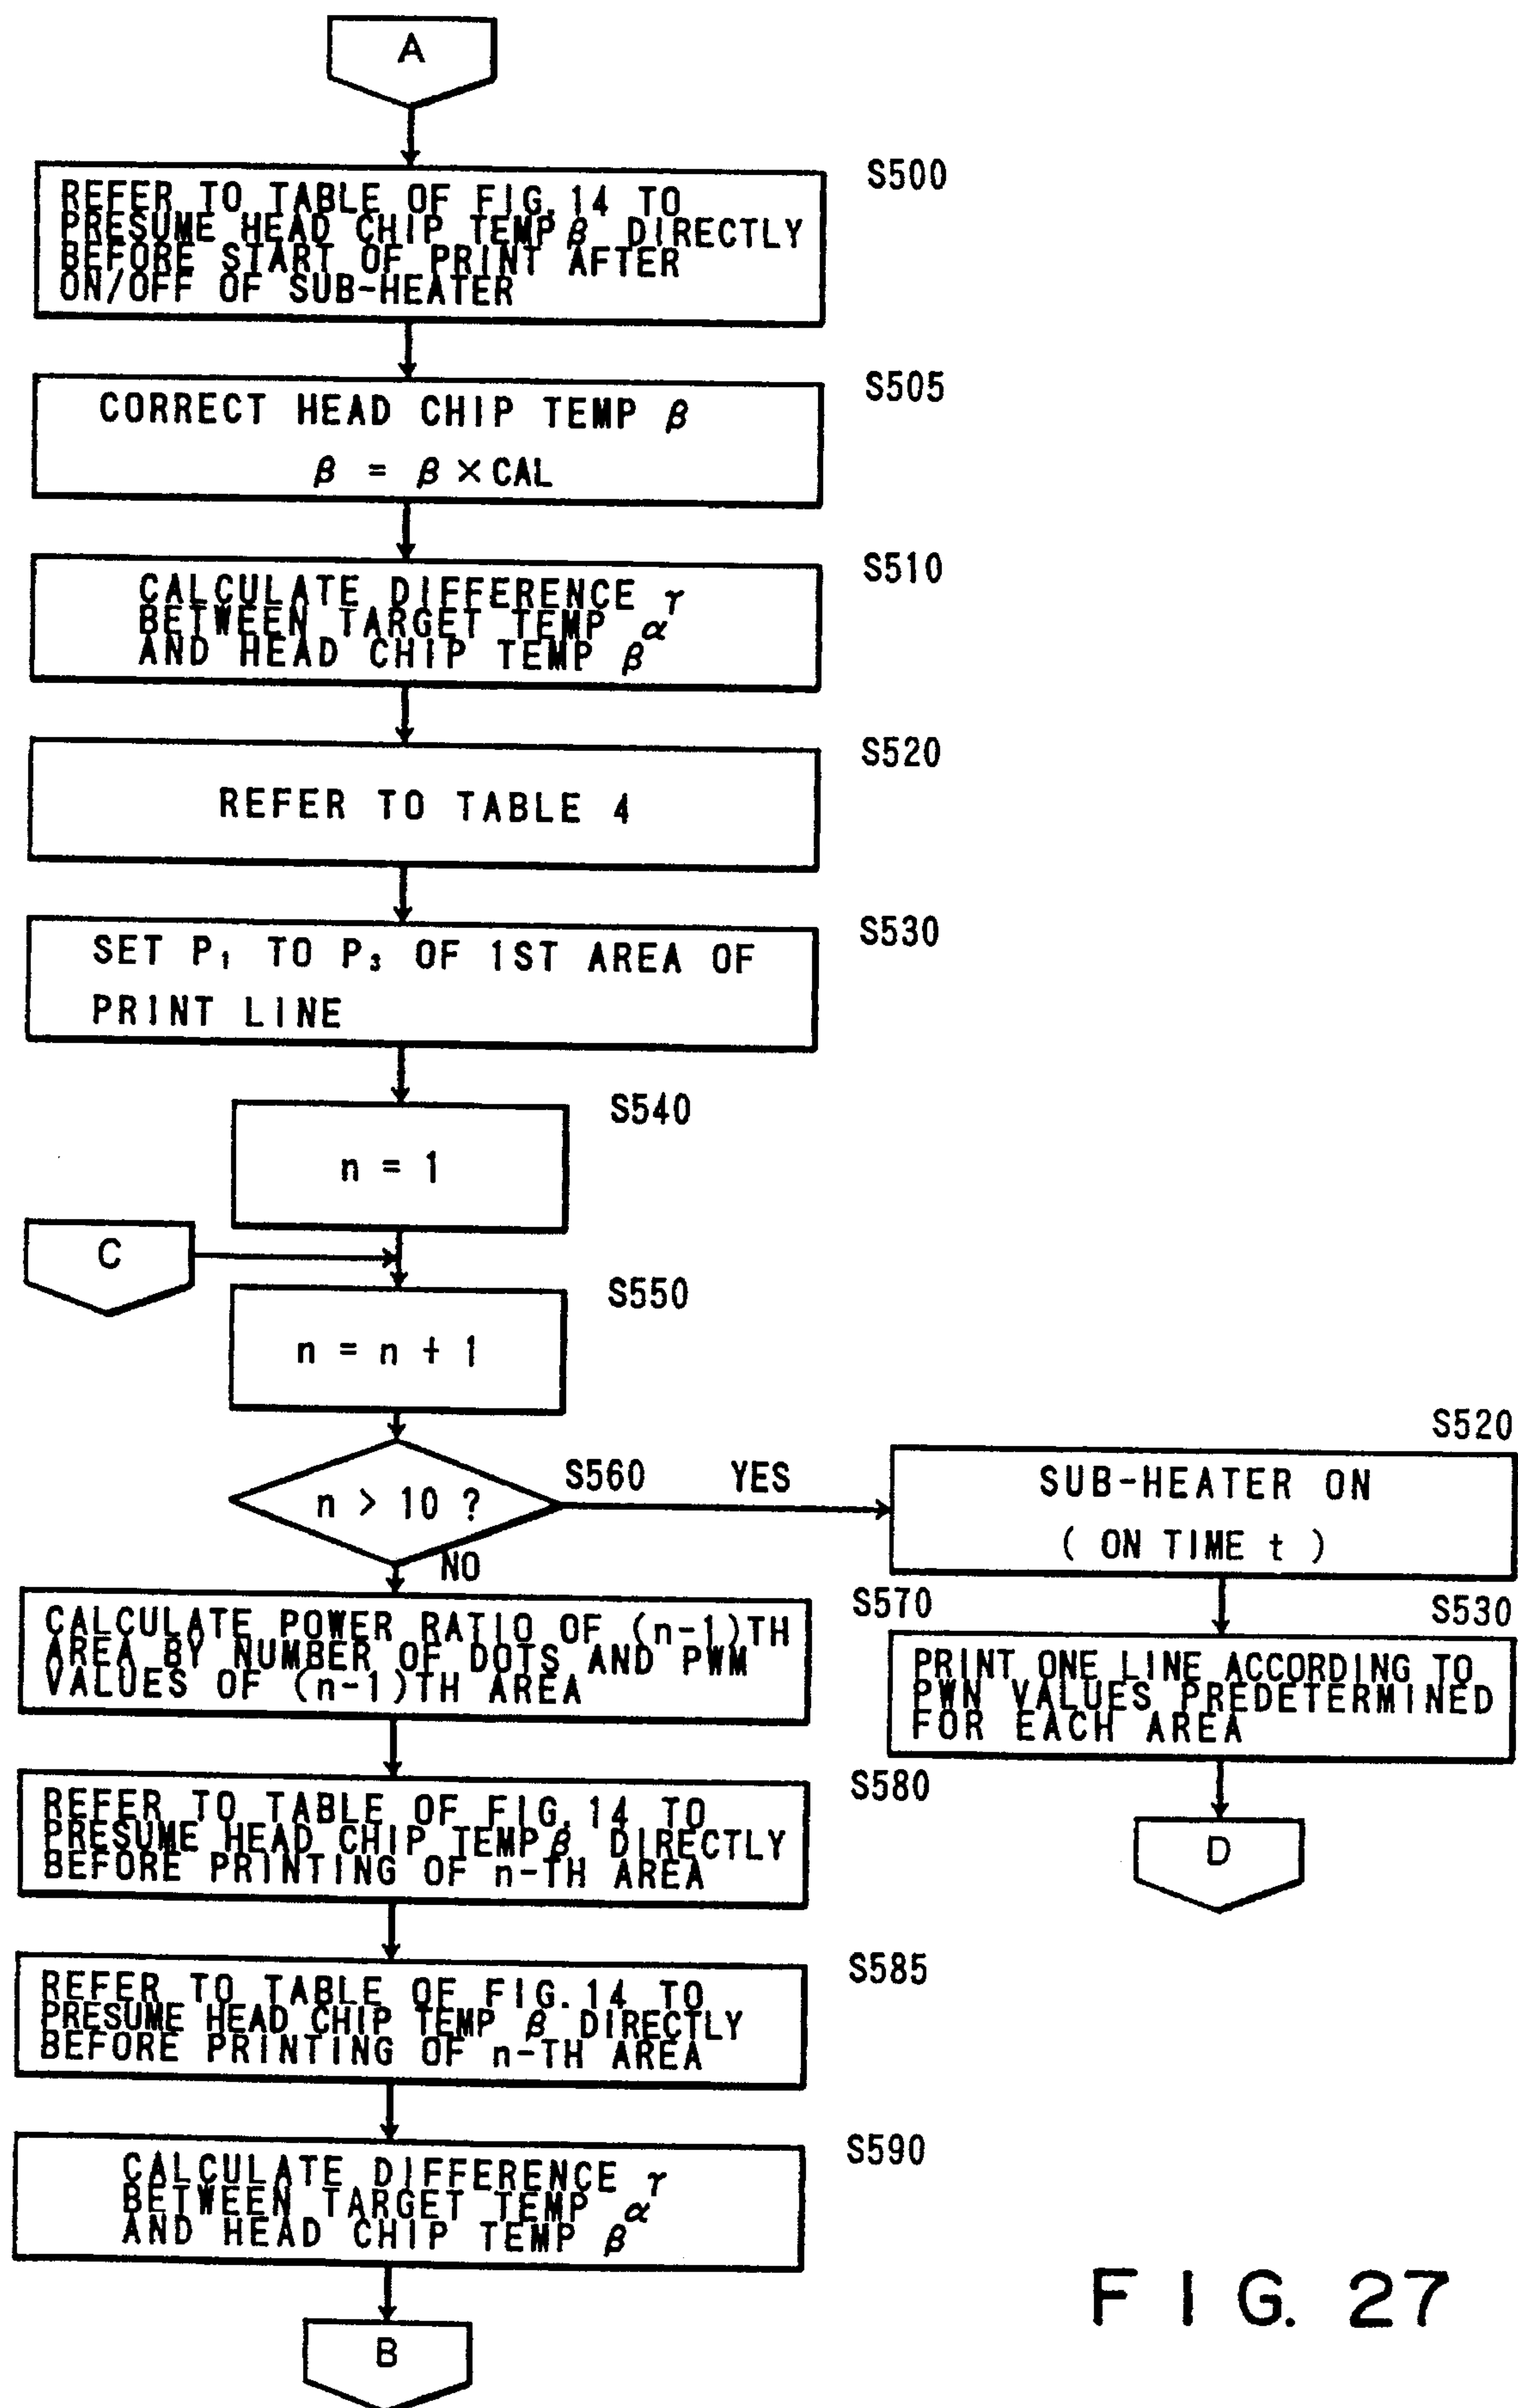 A
S500
REFER TO TABLE OF FIG.14 TO
PRESUME HEAD CHIP TEMP β DIRECTLY
BEFORE START OF PRINT AFTER
ON/OFF OF SUB-HEATER
S505
CORRECT HEAD CHIP TEMP β
β = β × CAL
S510
CALCULATE DIFFERENCE γ
BETWEEN TARGET TEMP α
AND HEAD CHIP TEMP β
S520
REFER TO TABLE 4
S530
SET P₁ TO P₃ OF 1ST AREA OF
PRINT LINE
S540
n = 1
C
S550
n = n + 1
S560
n > 10 ?
YES
NO
S520
SUB-HEATER ON
( ON TIME t )
S530
PRINT ONE LINE ACCORDING TO
PWN VALUES PREDETERMINED
FOR EACH AREA
D
S570
CALCULATE POWER RATIO OF (n-1)TH
AREA BY NUMBER OF DOTS AND PWM
VALUES OF (n-1)TH AREA
S580
REFER TO TABLE OF FIG.14 TO
PRESUME HEAD CHIP TEMP β DIRECTLY
BEFORE PRINTING OF n-TH AREA
S585
REFER TO TABLE OF FIG.14 TO
PRESUME HEAD CHIP TEMP β DIRECTLY
BEFORE PRINTING OF n-TH AREA
S590
CALCULATE DIFFERENCE γ
BETWEEN TARGET TEMP α
AND HEAD CHIP TEMP β
B
FIG. 27